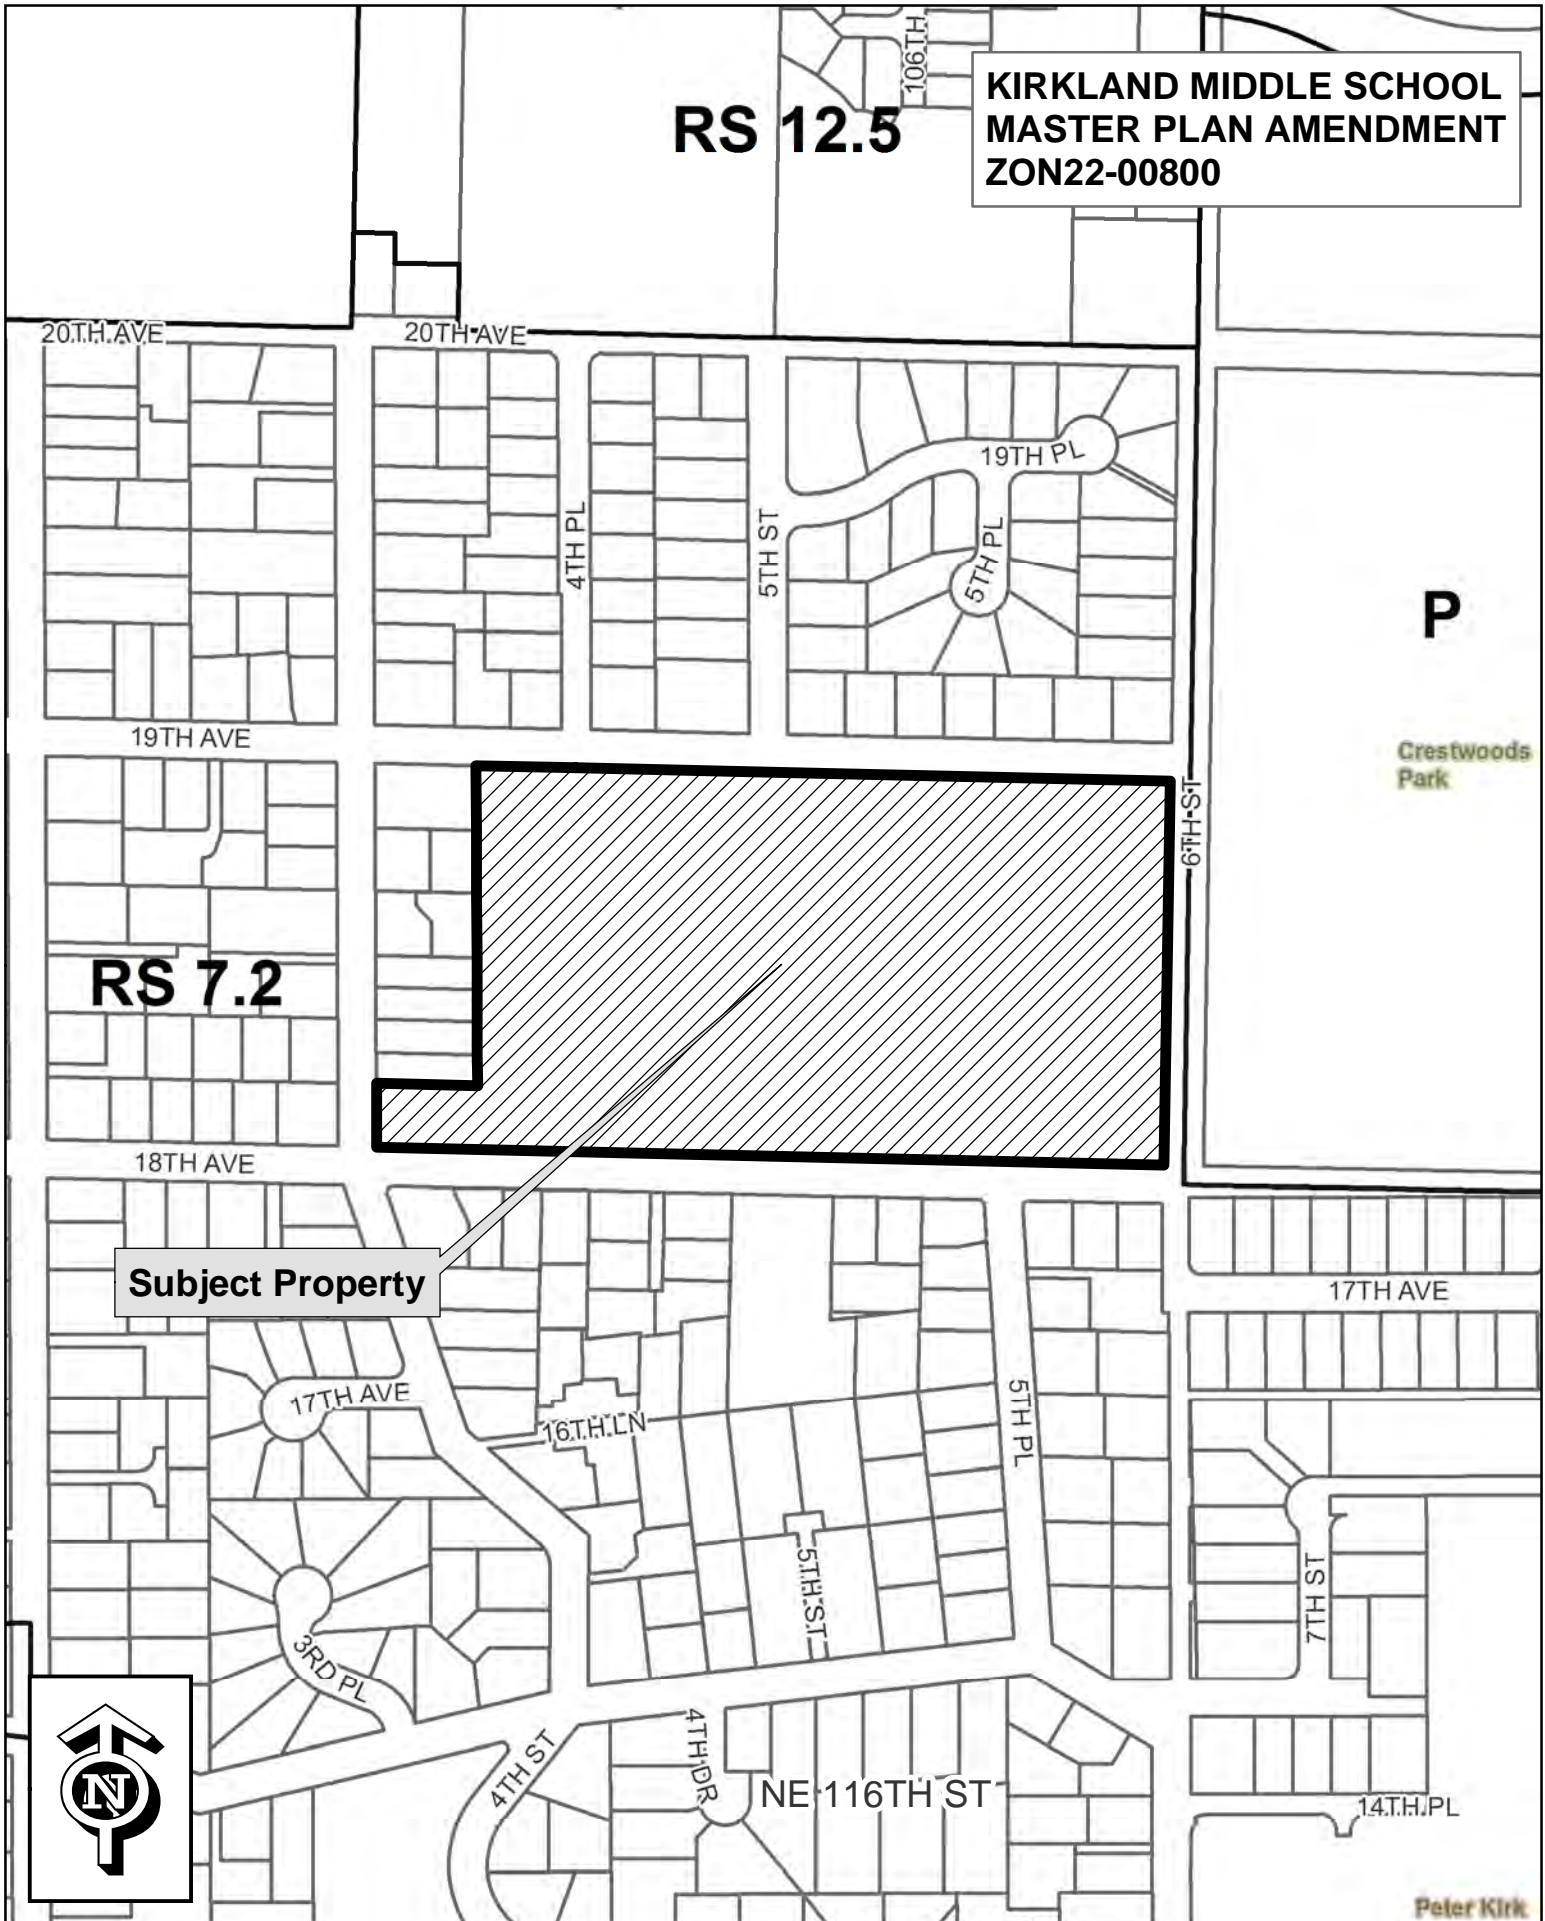 106TH
KIRKLAND MIDDLE SCHOOL
MASTER PLAN AMENDMENT
ZON22-00800
RS 12.5
20TH AVE
20TH AVE
19TH PL
4TH PL
5TH ST
5TH PL
P
19TH AVE
Crestwoods
Park
6TH ST
RS 7.2
18TH AVE
Subject Property
17TH AVE
17TH AVE
16TH LN
5TH PL
5TH ST
7TH ST
3RD PL
4TH ST
4TH DR
NE 116TH ST
14TH PL
N
Peter Kirk